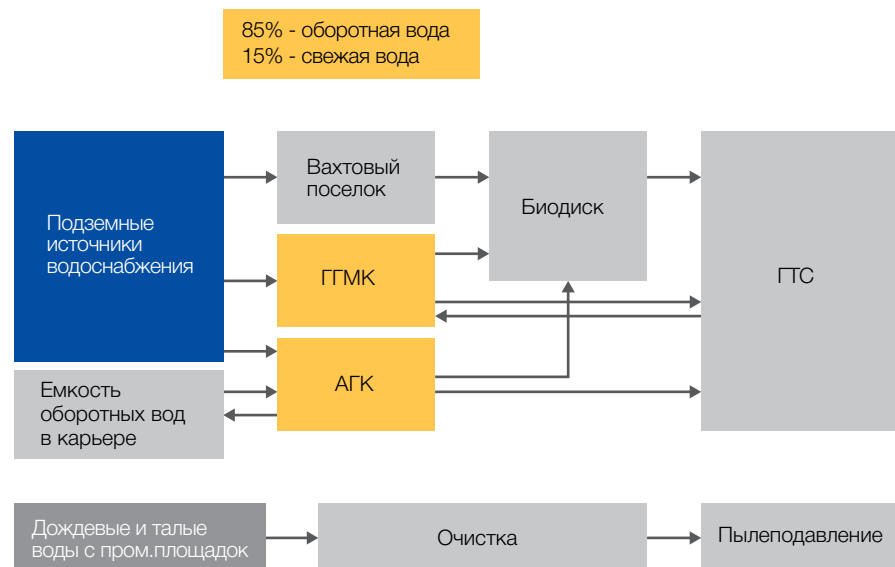 85% - оборотная вода
15% - свежая вода
Подземные
источники
водоснабжения
Вахтовый
поселок
Биодиск
ГГМК
ГТС
АГК
Емкость
оборотных вод
в карьере
Дождевые и талые
воды с пром.площадок
Очистка
Пылеподавление